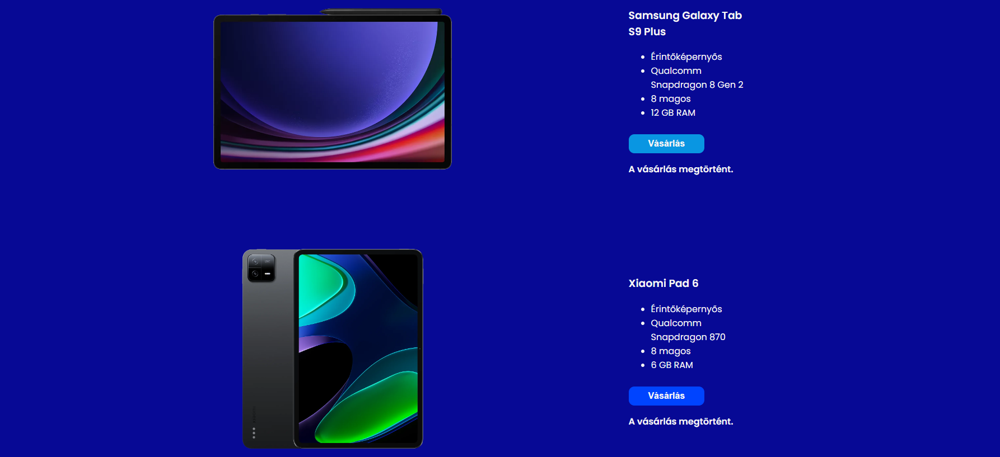 Samsung Galaxy Tab
S9 Plus
Érintőképernyős
Qualcomm
Snapdragon 8 Gen 2
8 magos
12 GB RAM
Vásárlás
A vásárlás megtörtént.
Xiaomi Pad 6
Érintőképernyős
Qualcomm
Snapdragon 870
8 magos
6 GB RAM
Vásárlás
A vásárlás megtörtént.